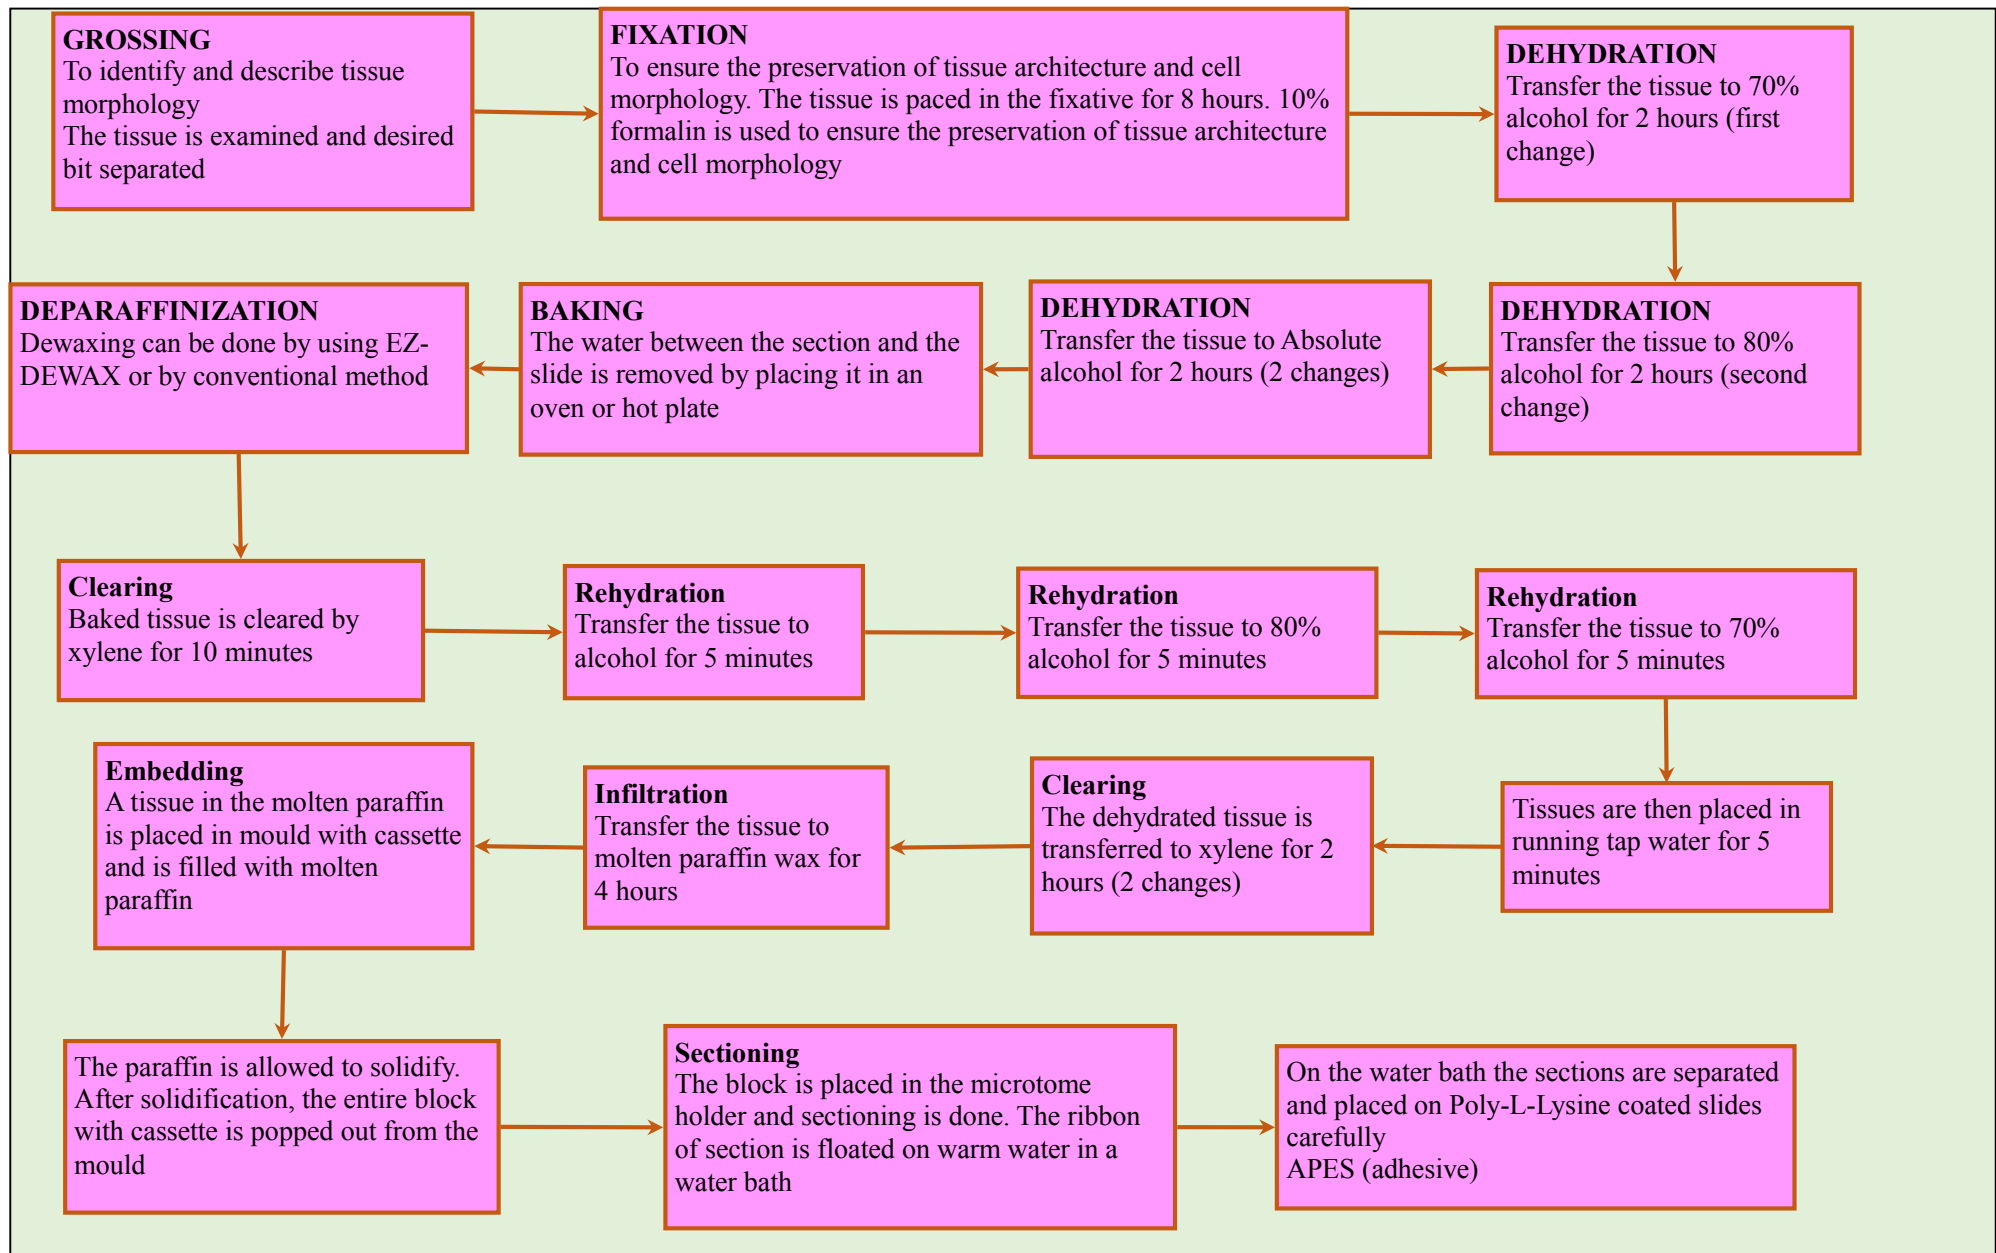 GROSSING
To identify and describe tissue
morphology
The tissue is examined and desired
bit separated
FIXATION
To ensure the preservation of tissue architecture and cell
morphology. The tissue is paced in the fixative for 8 hours. 10%
formalin is used to ensure the preservation of tissue architecture
and cell morphology
DEHYDRATION
Transfer the tissue to 70%
alcohol for 2 hours (first
change)
DEHYDRATION
Transfer the tissue to 80%
alcohol for 2 hours (second
change)
DEHYDRATION
Transfer the tissue to Absolute
alcohol for 2 hours (2 changes)
BAKING
The water between the section and the
slide is removed by placing it in an
oven or hot plate
DEPARAFFINIZATION
Dewaxing can be done by using EZ-
DEWAX or by conventional method
Clearing
Baked tissue is cleared by
xylene for 10 minutes
Rehydration
Transfer the tissue to
alcohol for 5 minutes
Rehydration
Transfer the tissue to 80%
alcohol for 5 minutes
Rehydration
Transfer the tissue to 70%
alcohol for 5 minutes
Tissues are then placed in
running tap water for 5
minutes
Clearing
The dehydrated tissue is
transferred to xylene for 2
hours (2 changes)
Infiltration
Transfer the tissue to
molten paraffin wax for
4 hours
Embedding
A tissue in the molten paraffin
is placed in mould with cassette
and is filled with molten
paraffin
The paraffin is allowed to solidify.
After solidification, the entire block
with cassette is popped out from the
mould
Sectioning
The block is placed in the microtome
holder and sectioning is done. The ribbon
of section is floated on warm water in a
water bath
On the water bath the sections are separated
and placed on Poly-L-Lysine coated slides
carefully
APES (adhesive)